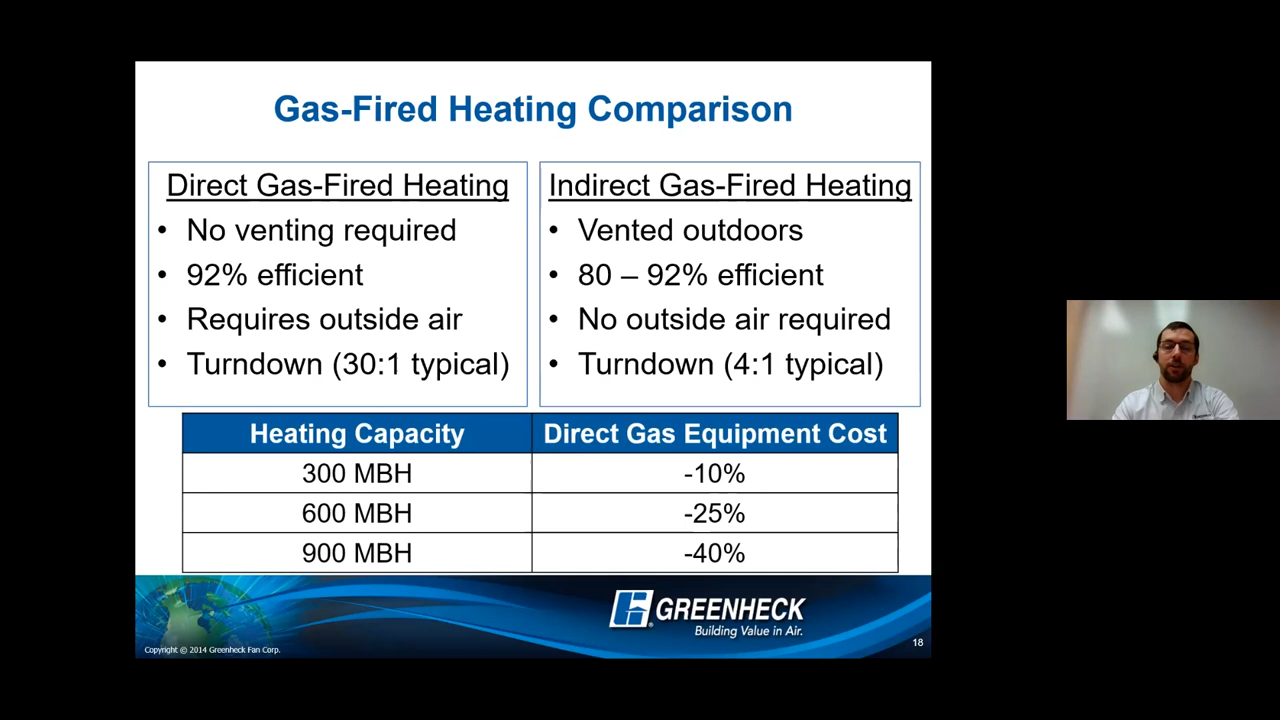 Gas-Fired Heating Comparison
Direct Gas-Fired Heating
• No venting required
• 92% efficient
• Requires outside air
• Turndown (30:1 typical)
Indirect Gas-Fired Heating
• Vented outdoors
• 80 – 92% efficient
• No outside air required
• Turndown (4:1 typical)
Heating Capacity Direct Gas Equipment Cost
300 MBH -10%
600 MBH -25%
900 MBH -40%
GREENHECK
Building Value in Air.
Copyright © 2014 Greenheck Fan Corp.
18